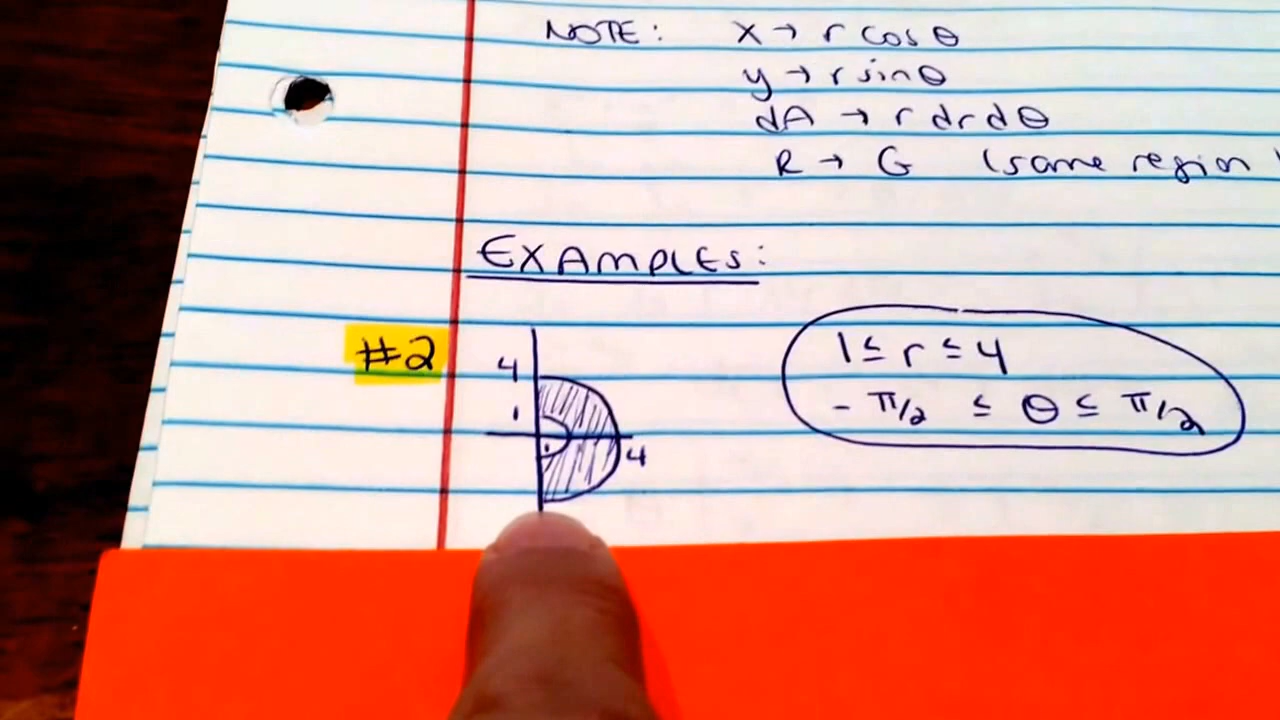 NOTE: x → r cos θ
y → r sin θ
dA → r dr dθ
R → G (same region
EXAMPLES:
#2
4
1
4
1 ≤ r ≤ 4
- π/2 ≤ θ ≤ π/2